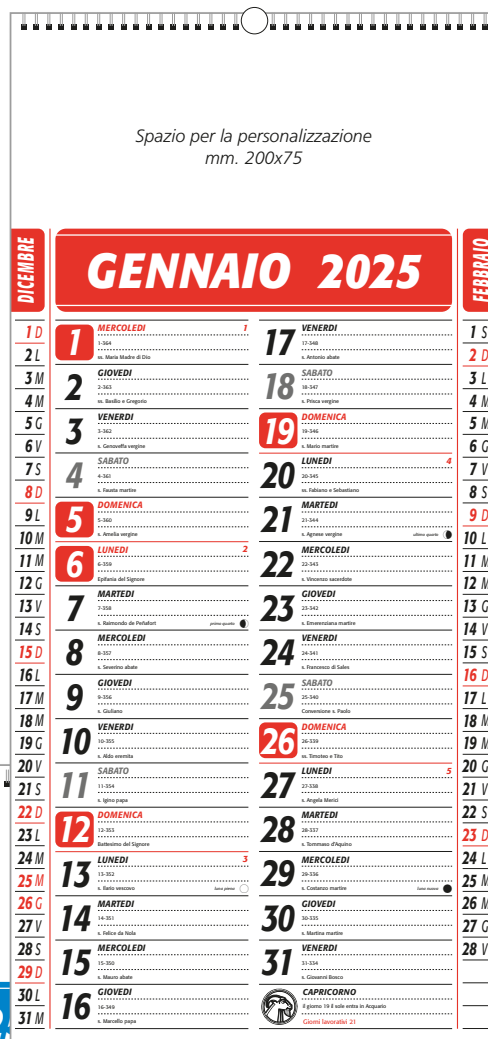 Spazio per la personalizzazione
mm. 200x75
DICEMBRE
1 D
2 L
3 M
4 M
5 G
6 V
7 S
8 D
9 L
10 M
11 M
12 G
13 V
14 S
15 D
16 L
17 M
18 M
19 G
20 V
21 S
22 D
23 L
24 M
25 M
26 G
27 V
28 S
29 D
30 L
31 M
GENNAIO 2025
1 MERCOLEDI 1
1-364
ss. Maria Madre di Dio
2 GIOVEDI
2-363
ss. Basilio e Gregorio
3 VENERDI
3-362
s. Genoveffa vergine
4 SABATO
4-361
s. Fausta martire
5 DOMENICA
5-360
s. Amelia vergine
6 LUNEDI 2
6-359
Epifania del Signore
7 MARTEDI
7-358
s. Raimondo de Peñafort primo quarto
8 MERCOLEDI
8-357
s. Severino abate
9 GIOVEDI
9-356
s. Giuliano
10 VENERDI
10-355
s. Aldo eremita
11 SABATO
11-354
s. Igino papa
12 DOMENICA
12-353
Battesimo del Signore
13 LUNEDI 3
13-352
s. Ilario vescovo luna piena
14 MARTEDI
14-351
s. Felice da Nola
15 MERCOLEDI
15-350
s. Mauro abate
16 GIOVEDI
16-349
s. Marcello papa
17 VENERDI
17-348
s. Antonio abate
18 SABATO
18-347
s. Prisca vergine
19 DOMENICA
19-346
s. Mario martire
20 LUNEDI 4
20-345
ss. Fabiano e Sebastiano
21 MARTEDI
21-344
s. Agnese vergine ultimo quarto
22 MERCOLEDI
22-343
s. Vincenzo sacerdote
23 GIOVEDI
23-342
s. Emerenziana martire
24 VENERDI
24-341
s. Francesco di Sales
25 SABATO
25-340
Conversione s. Paolo
26 DOMENICA
26-339
ss. Timoteo e Tito
27 LUNEDI 5
27-338
s. Angela Merici
28 MARTEDI
28-337
s. Tommaso d'Aquino
29 MERCOLEDI
29-336
s. Costanzo martire luna nuova
30 GIOVEDI
30-335
s. Martina martire
31 VENERDI
31-334
s. Giovanni Bosco
CAPRICORNO
il giorno 19 il sole entra in Acquario
Giorni lavorativi 21
FEBBRAIO
1 S
2 D
3 L
4 M
5 M
6 G
7 V
8 S
9 D
10 L
11 M
12 M
13 G
14 V
15 S
16 D
17 L
18 M
19 M
20 G
21 V
22 S
23 D
24 L
25 M
26 M
27 G
28 V